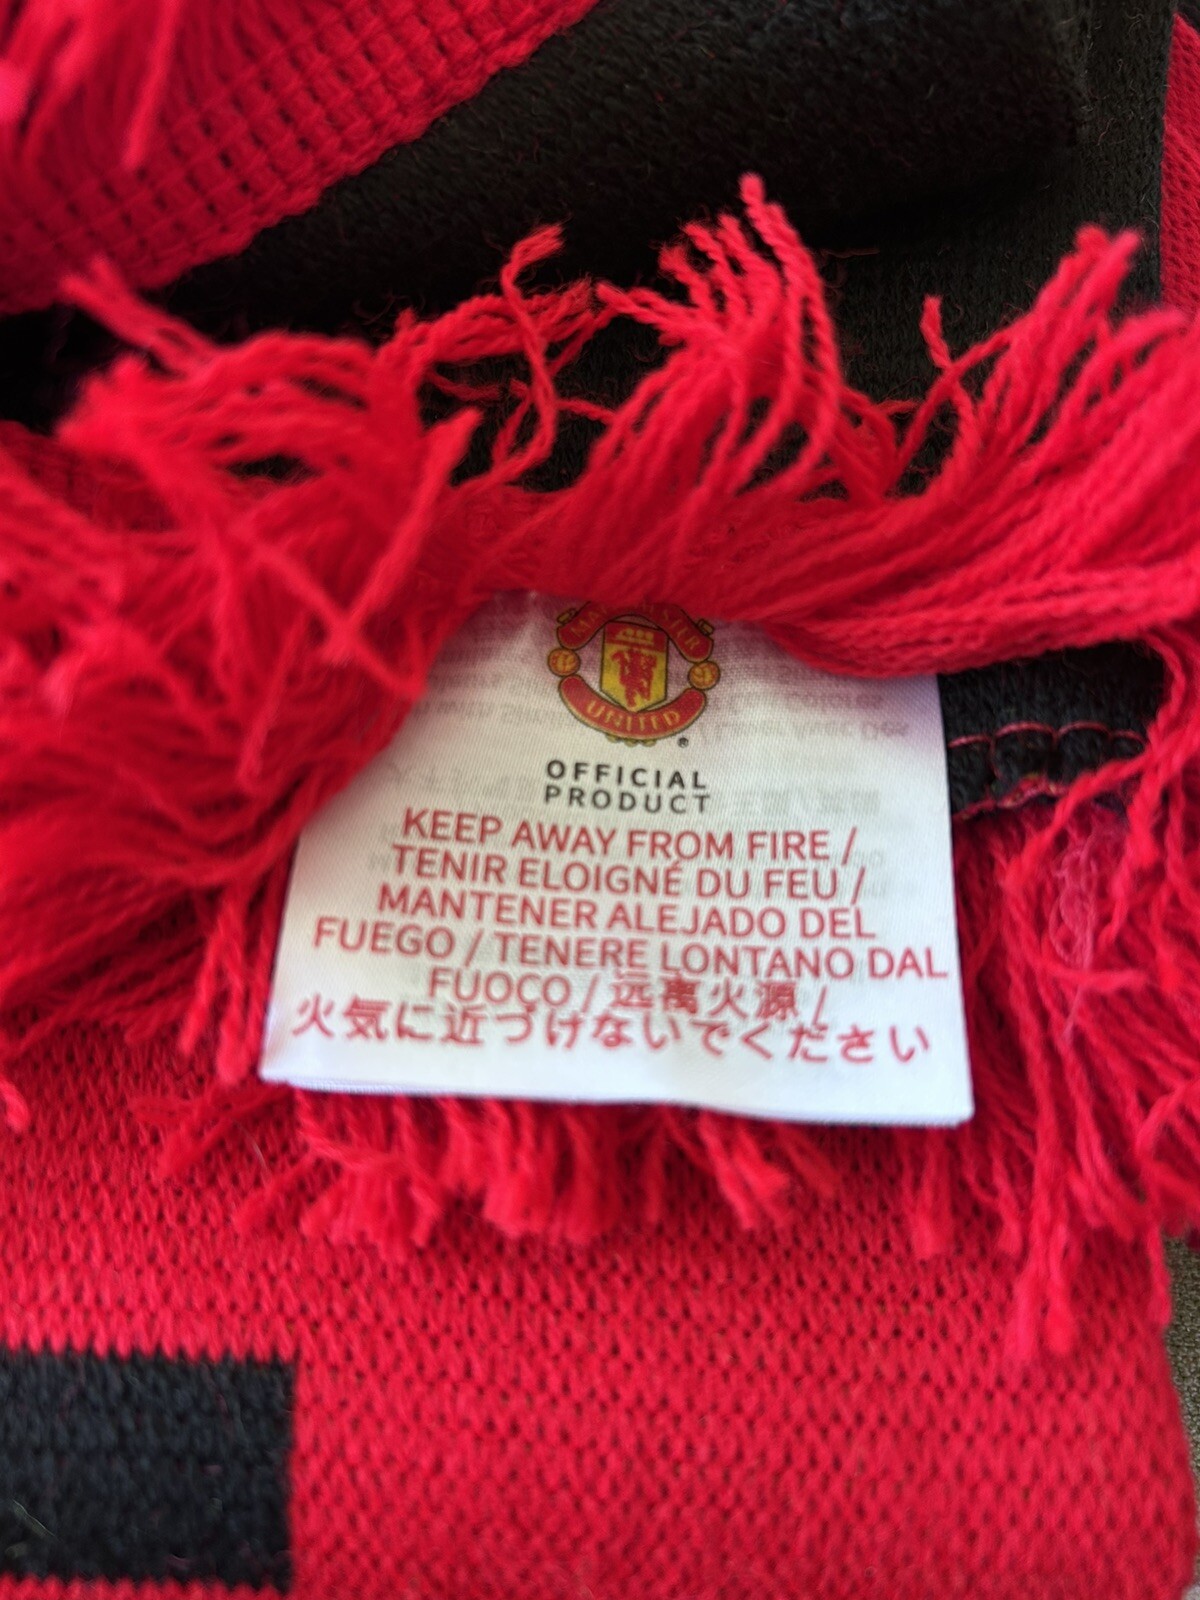 MANCHESTER
UNITED
®
OFFICIAL
PRODUCT
KEEP AWAY FROM FIRE /
TENIR ELOIGNÉ DU FEU /
MANTENER ALEJADO DEL
FUEGO / TENERE LONTANO DAL
FUOCO / 远离火源 /
火気に近づけないでください